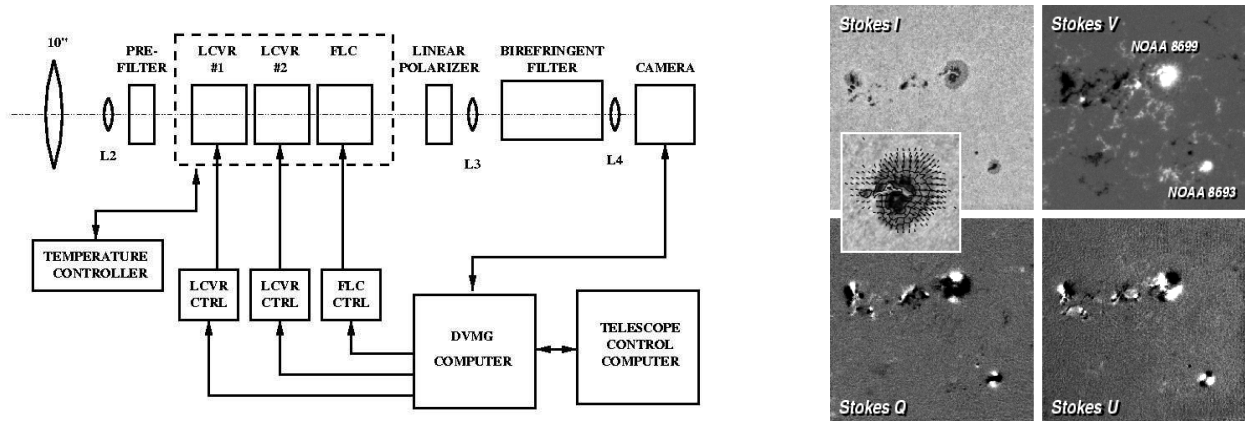 10"
PRE-
FILTER
LCVR
#1
LCVR
#2
FLC
LINEAR
POLARIZER
BIREFRINGENT
FILTER
CAMERA
L2
L3
L4
TEMPERATURE
CONTROLLER
LCVR
CTRL
LCVR
CTRL
FLC
CTRL
DVMG
COMPUTER
TELESCOPE
CONTROL
COMPUTER
Stokes I
Stokes V
NOAA 8699
NOAA 8693
Stokes Q
Stokes U